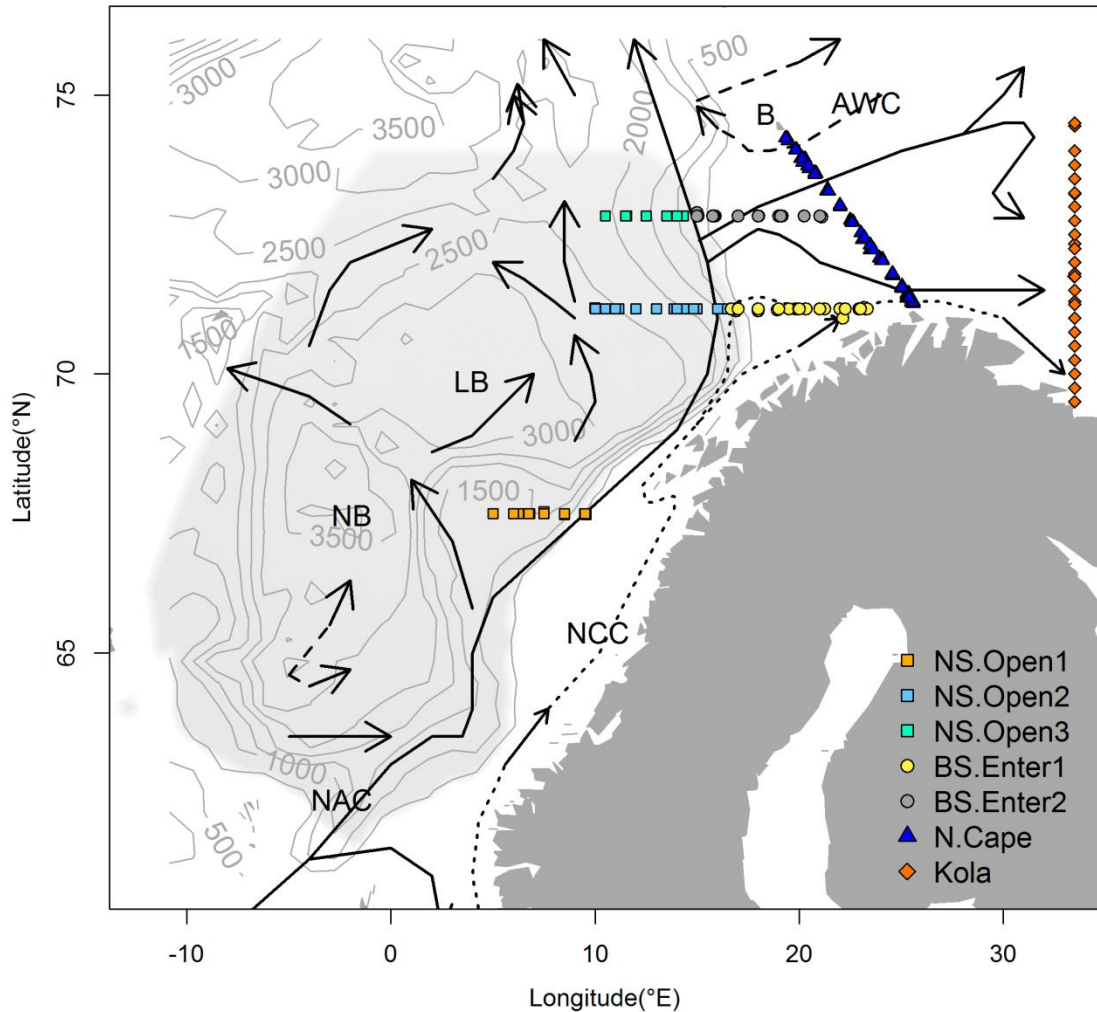 3000
3500
3000
2500
2500
1500
500
2000
B
AWC
LB
3000
1500
NB
3500
NCC
1000
NAC
500
NS.Open1
NS.Open2
NS.Open3
BS.Enter1
BS.Enter2
N.Cape
Kola
75
70
65
Latitude(°N)
-10 0 10 20 30
Longitude(°E)